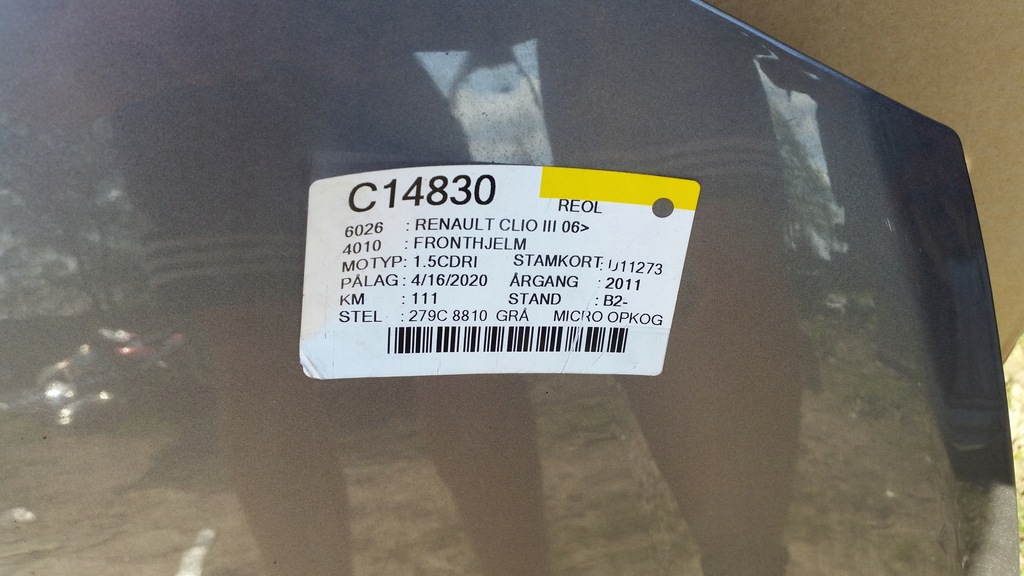 C14830 REOL
6026 : RENAULT CLIO III 06>
4010 : FRONTHJELM
MOTYP: 1.5CDRI STAMKORT: U11273
PÅLAG: 4/16/2020 ÅRGANG : 2011
KM : 111 STAND : B2-
STEL : 279C 8810 GRÅ MICRO OPKOG